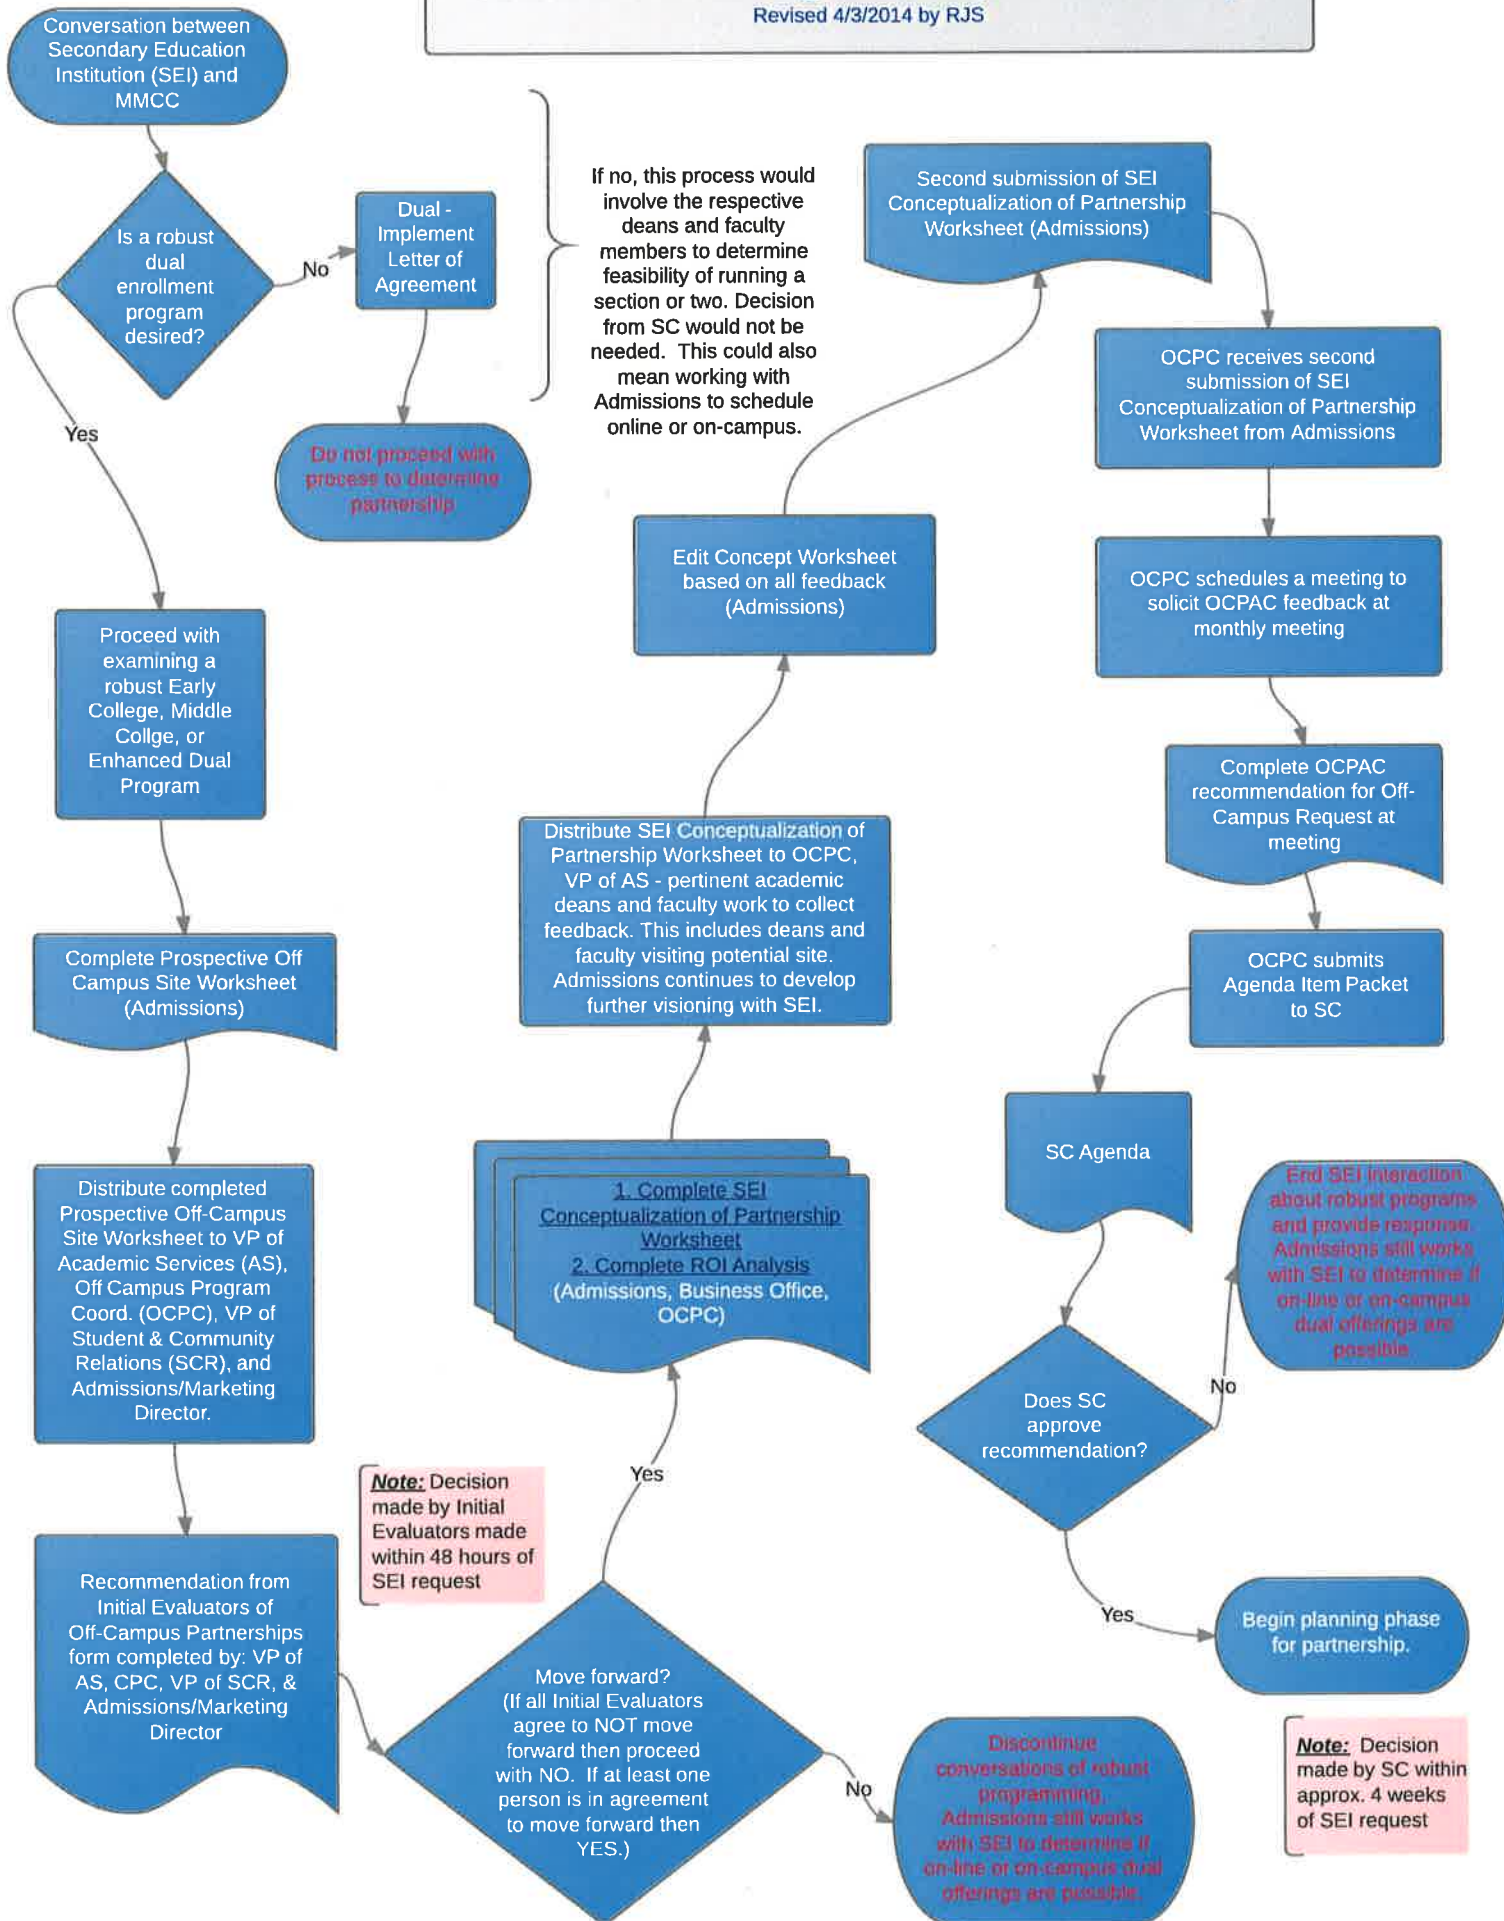 Revised 4/3/2014 by RJS
Conversation between
Secondary Education
Institution (SEI) and
MMCC
Is a robust
dual
enrollment
program
desired?
No
Dual -
Implement
Letter of
Agreement
Do not proceed with
process to determine
partnership
If no, this process would
involve the respective
deans and faculty
members to determine
feasibility of running a
section or two. Decision
from SC would not be
needed. This could also
mean working with
Admissions to schedule
online or on-campus.
Yes
Proceed with
examining a
robust Early
College, Middle
Collge, or
Enhanced Dual
Program
Complete Prospective Off
Campus Site Worksheet
(Admissions)
Distribute completed
Prospective Off-Campus
Site Worksheet to VP of
Academic Services (AS),
Off Campus Program
Coord. (OCPC), VP of
Student & Community
Relations (SCR), and
Admissions/Marketing
Director.
Recommendation from
Initial Evaluators of
Off-Campus Partnerships
form completed by: VP of
AS, CPC, VP of SCR, &
Admissions/Marketing
Director
Note: Decision
made by Initial
Evaluators made
within 48 hours of
SEI request
Move forward?
(If all Initial Evaluators
agree to NOT move
forward then proceed
with NO. If at least one
person is in agreement
to move forward then
YES.)
No
Discontinue
conversations of robust
programming.
Admissions still works
with SEI to determine if
on-line or on-campus dual
offerings are possible.
Yes
1. Complete SEI
Conceptualization of Partnership
Worksheet
2. Complete ROI Analysis
(Admissions, Business Office,
OCPC)
Distribute SEI Conceptualization of
Partnership Worksheet to OCPC,
VP of AS - pertinent academic
deans and faculty work to collect
feedback. This includes deans and
faculty visiting potential site.
Admissions continues to develop
further visioning with SEI.
Edit Concept Worksheet
based on all feedback
(Admissions)
Second submission of SEI
Conceptualization of Partnership
Worksheet (Admissions)
OCPC receives second
submission of SEI
Conceptualization of Partnership
Worksheet from Admissions
OCPC schedules a meeting to
solicit OCPAC feedback at
monthly meeting
Complete OCPAC
recommendation for Off-
Campus Request at
meeting
OCPC submits
Agenda Item Packet
to SC
SC Agenda
Does SC
approve
recommendation?
No
End SEI interaction
about robust programs
and provide response.
Admissions still works
with SEI to determine if
on-line or on-campus
dual offerings are
possible.
Yes
Begin planning phase
for partnership.
Note: Decision
made by SC within
approx. 4 weeks
of SEI request